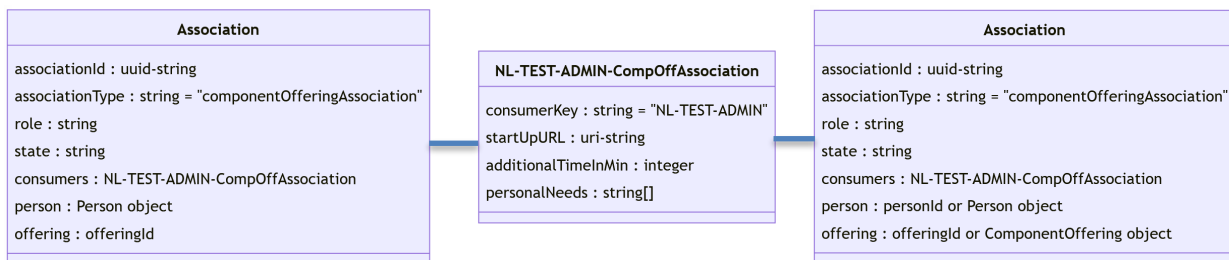 Association
associationId : uuid-string
associationType : string = "componentOfferingAssociation"
role : string
state : string
consumers : NL-TEST-ADMIN-CompOffAssociation
person : Person object
offering : offeringId
NL-TEST-ADMIN-CompOffAssociation
consumerKey : string = "NL-TEST-ADMIN"
startUpURL : uri-string
additionalTimeInMin : integer
personalNeeds : string[]
Association
associationId : uuid-string
associationType : string = "componentOfferingAssociation"
role : string
state : string
consumers : NL-TEST-ADMIN-CompOffAssociation
person : personId or Person object
offering : offeringId or ComponentOffering object